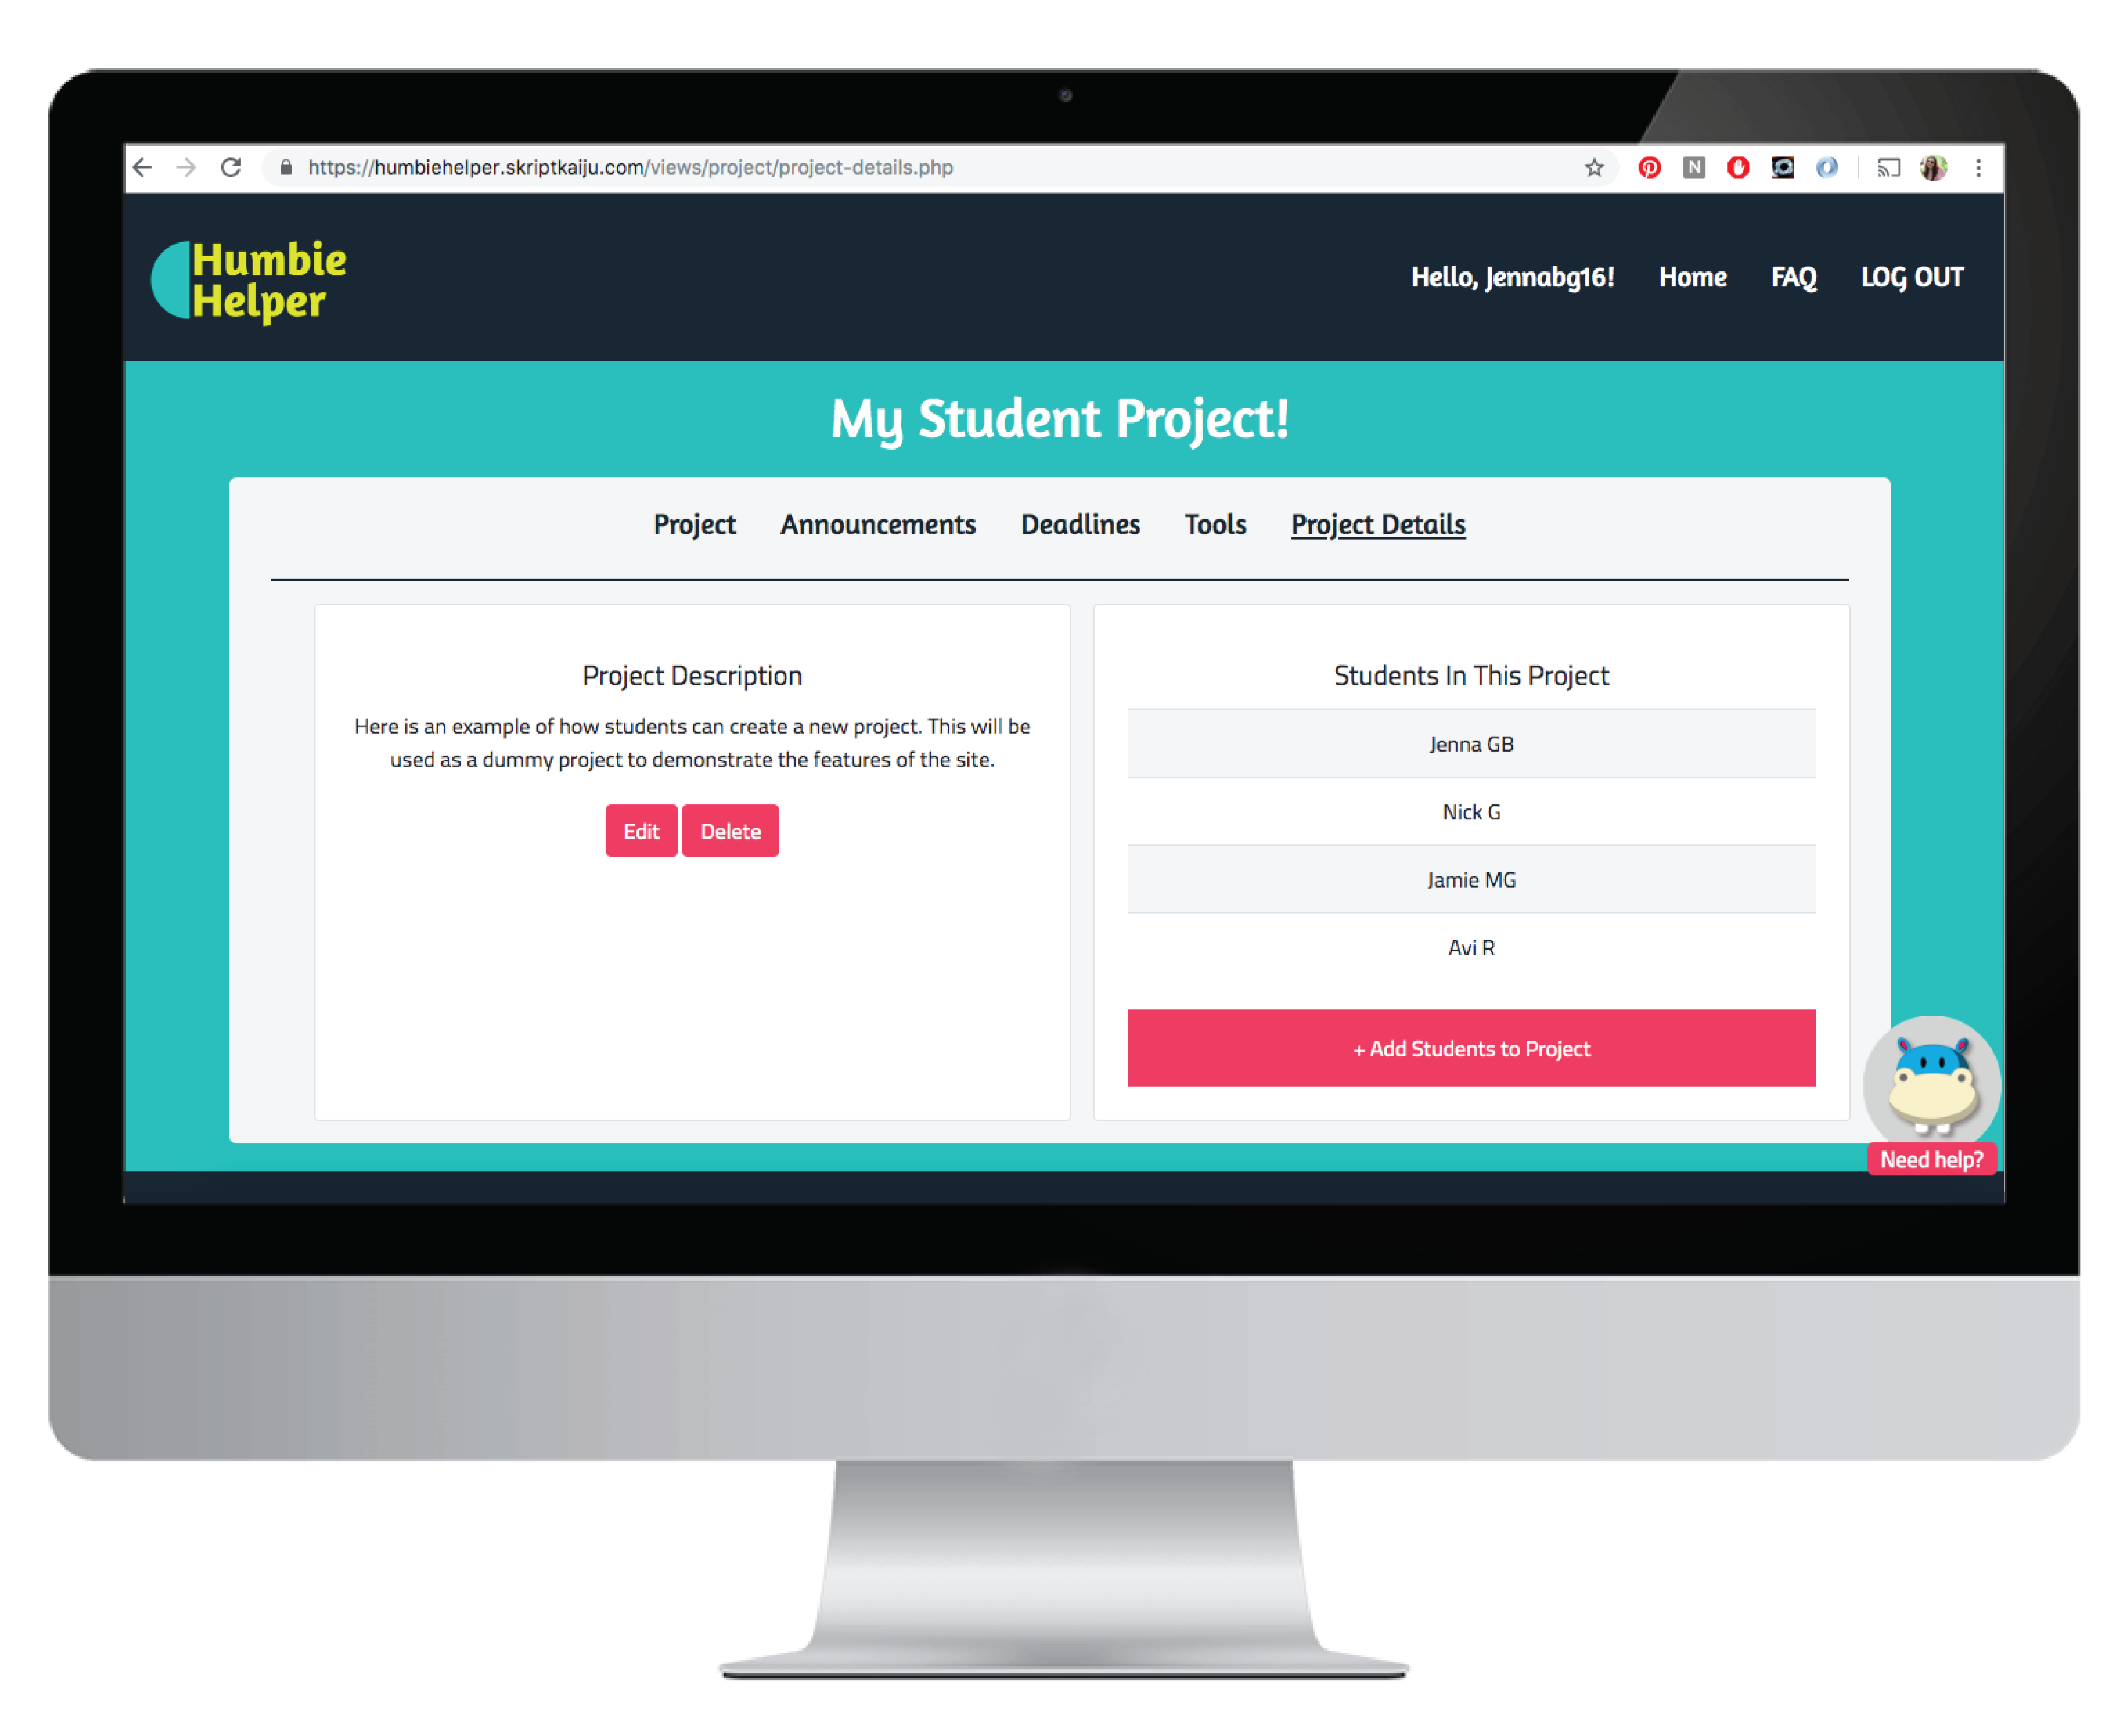 https://humbiehelper.skriptkaiju.com/views/project/project-details.php
N
Humbie
Helper
Hello, Jennabg16!
Home
FAQ
LOG OUT
My Student Project!
Project
Announcements
Deadlines
Tools
Project Details
Project Description
Here is an example of how students can create a new project. This will be
used as a dummy project to demonstrate the features of the site.
Edit
Delete
Students In This Project
Jenna GB
Nick G
Jamie MG
Avi R
+ Add Students to Project
Need help?